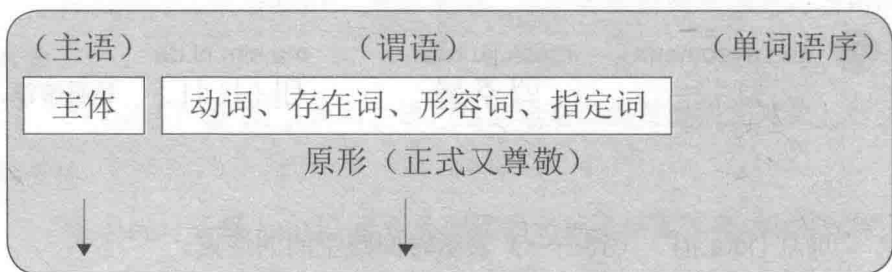 （主语） （谓语） （单词语序）
主体 动词、存在词、形容词、指定词
原形（正式又尊敬）